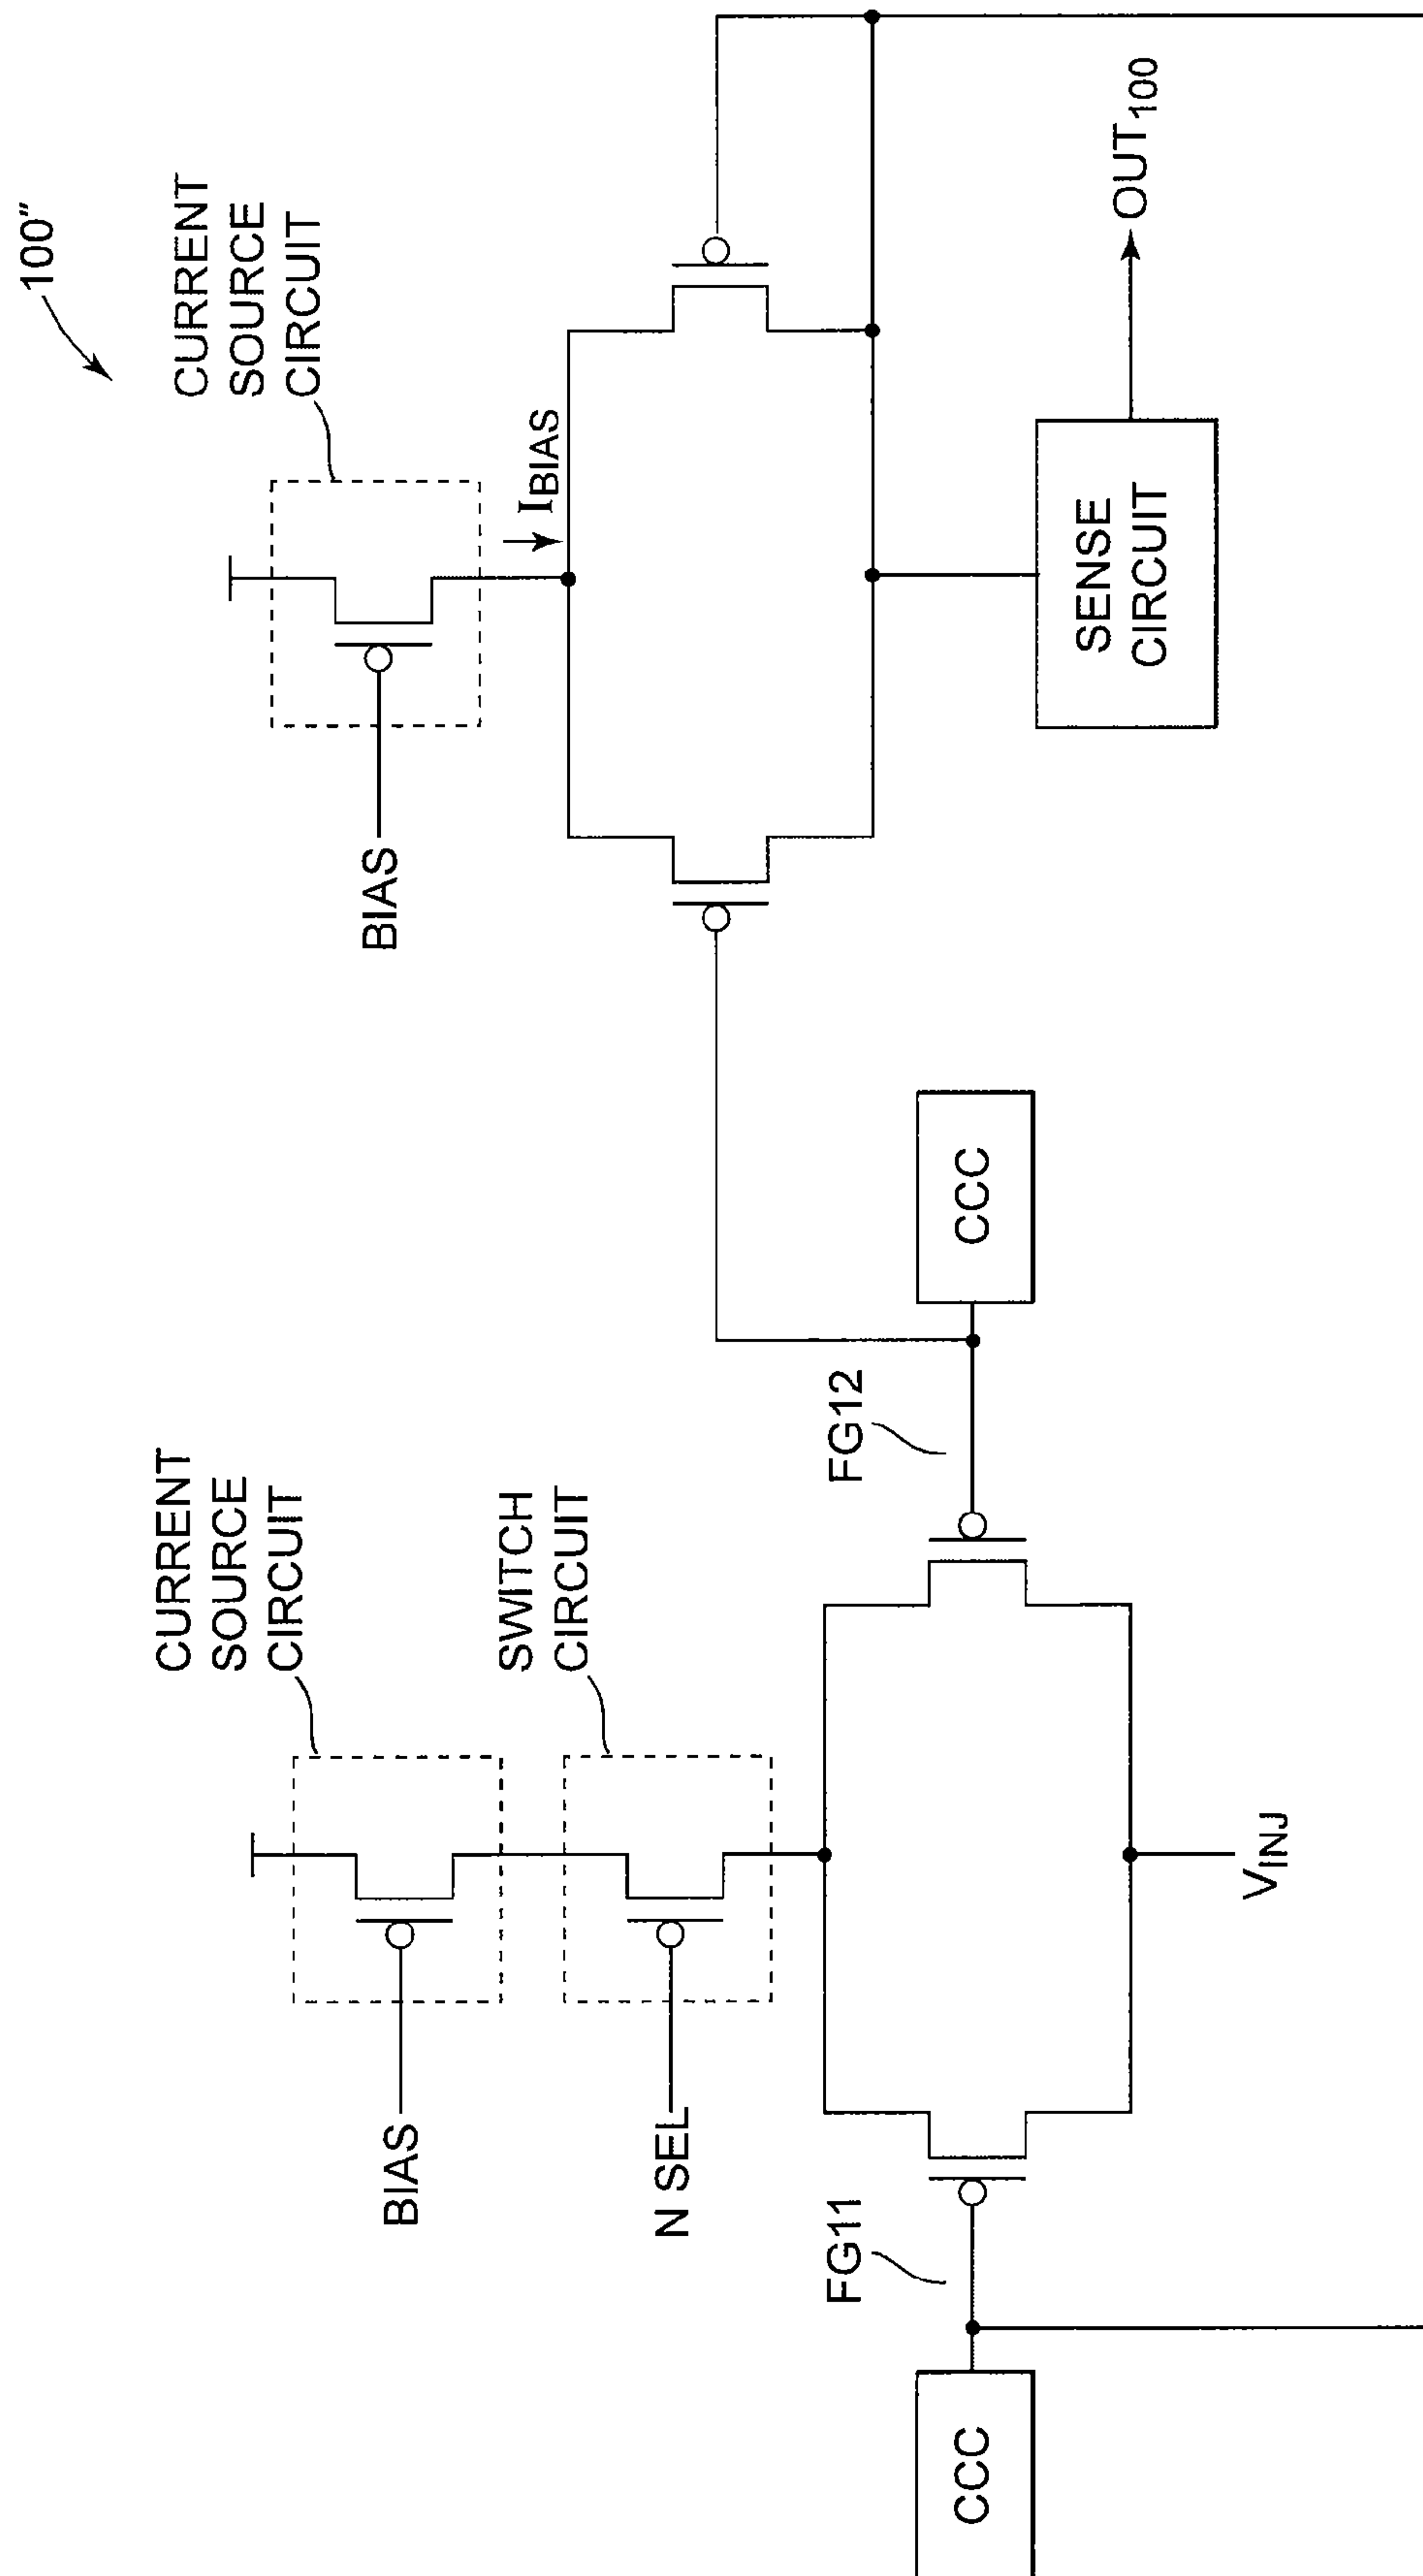 100"
CURRENT
SOURCE
CIRCUIT
BIAS
N SEL
SWITCH
CIRCUIT
FG11
CCC
FG12
CCC
VINJ
CURRENT
SOURCE
CIRCUIT
BIAS
IBIAS
SENSE
CIRCUIT
OUT100